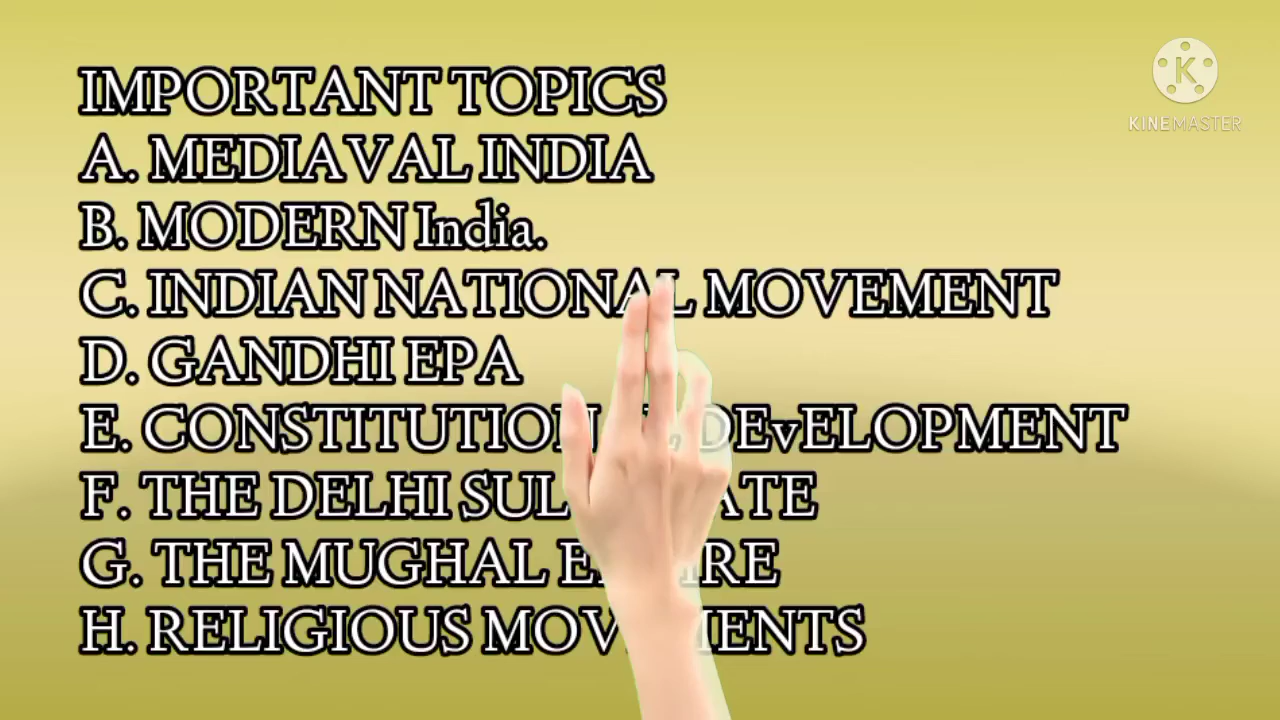 IMPORTANT TOPICS
A. MEDIAVAL INDIA
B. MODERN India.
C. INDIAN NATIONAL MOVEMENT
D. GANDHI EPA
E. DEvELOPMENT
F. THE DELHI
G. THE MUGHAL
H. RELIGIOUS
K
KINEMASTER